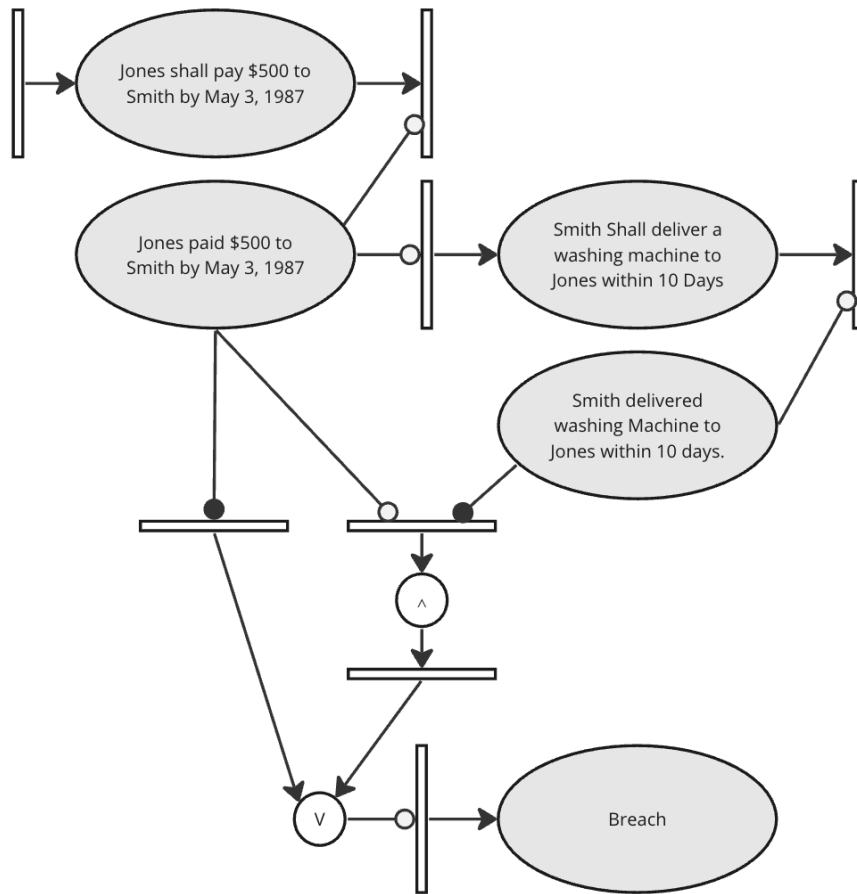 Jones shall pay $500 to
Smith by May 3, 1987
Jones paid $500 to
Smith by May 3, 1987
Smith Shall deliver a
washing machine to
Jones within 10 Days
Smith delivered
washing Machine to
Jones within 10 days.
^
V
Breach